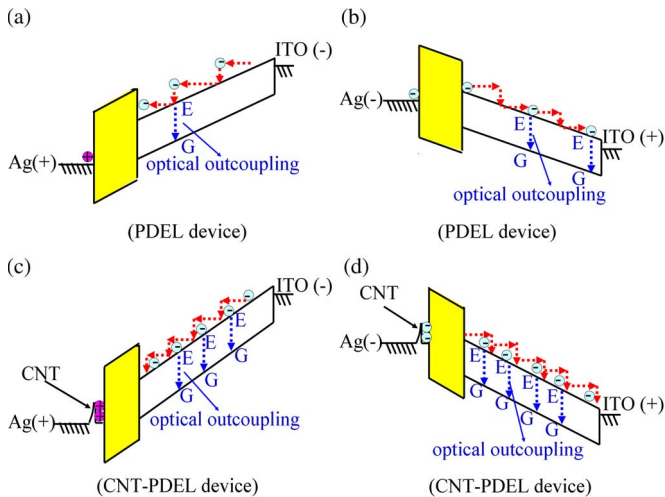 (a)
ITO (-)
E
Ag(+)
G
optical outcoupling
(PDEL device)
(b)
Ag(-)
E
E
ITO (+)
G
G
optical outcoupling
(PDEL device)
(c)
ITO (-)
E
E
E
CNT
G
G
G
Ag(+)
optical outcoupling
(CNT-PDEL device)
(d)
CNT
Ag(-)
E
E
E
E
G
G
G
G
ITO (+)
optical outcoupling
(CNT-PDEL device)